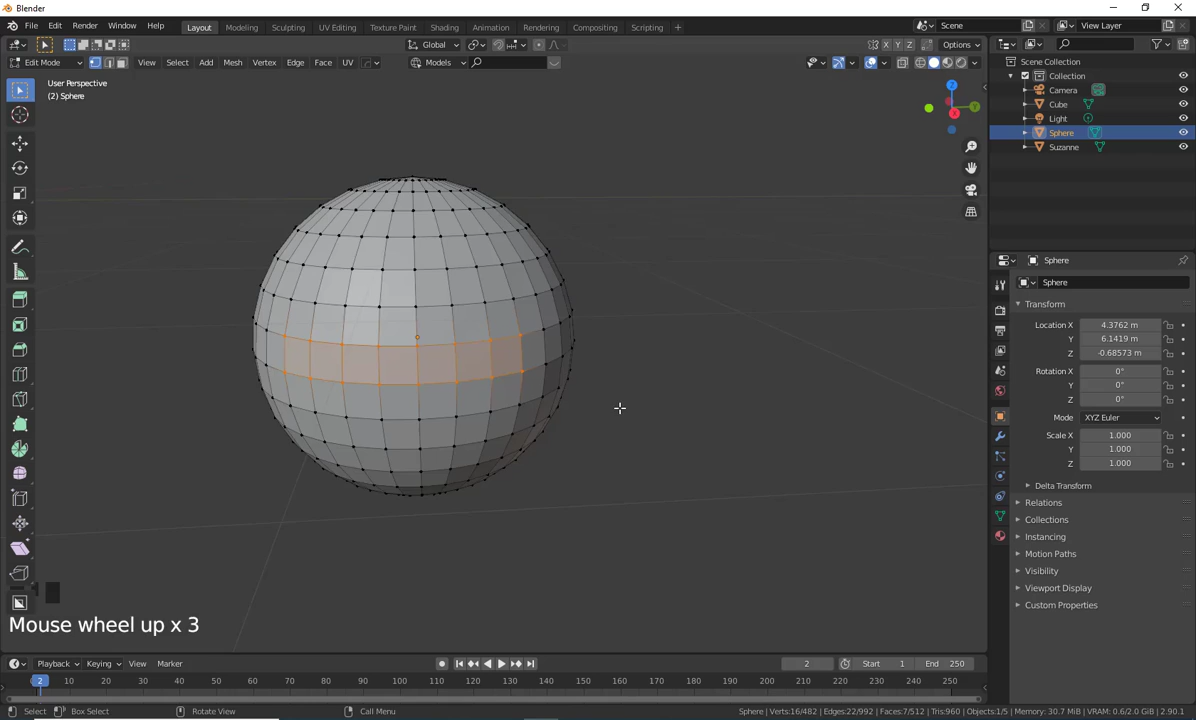 Blender
File Edit Render Window Help
Layout Modeling Sculpting UV Editing Texture Paint Shading Animation Rendering Compositing Scripting +
Scene
View Layer
Global
X Y Z
Options
Edit Mode
View Select Add Mesh Vertex Edge Face UV
Models
User Perspective
(2) Sphere
Z
Y
X
Scene Collection
Collection
Camera
Cube
Light
Sphere
Suzanne
Sphere
Sphere
Transform
Location X 4.3762 m
Y 6.1419 m
Z -0.68573 m
Rotation X 0°
Y 0°
Z 0°
Mode XYZ Euler
Scale X 1.000
Y 1.000
Z 1.000
Delta Transform
Relations
Collections
Instancing
Motion Paths
Visibility
Viewport Display
Custom Properties
Mouse wheel up x 3
Playback Keying View Marker
2
Start 1
End 250
2 10 20 30 40 50 60 70 80 90 100 110 120 130 140 150 160 170 180 190 200 210 220 230 240 250
Select Box Select Rotate View Call Menu
Sphere | Verts:16/482 | Edges:22/992 | Faces:7/512 | Tris:960 | Objects:1/5 | Memory: 30.7 MiB | VRAM: 0.6/2.0 GiB | 2.90.1